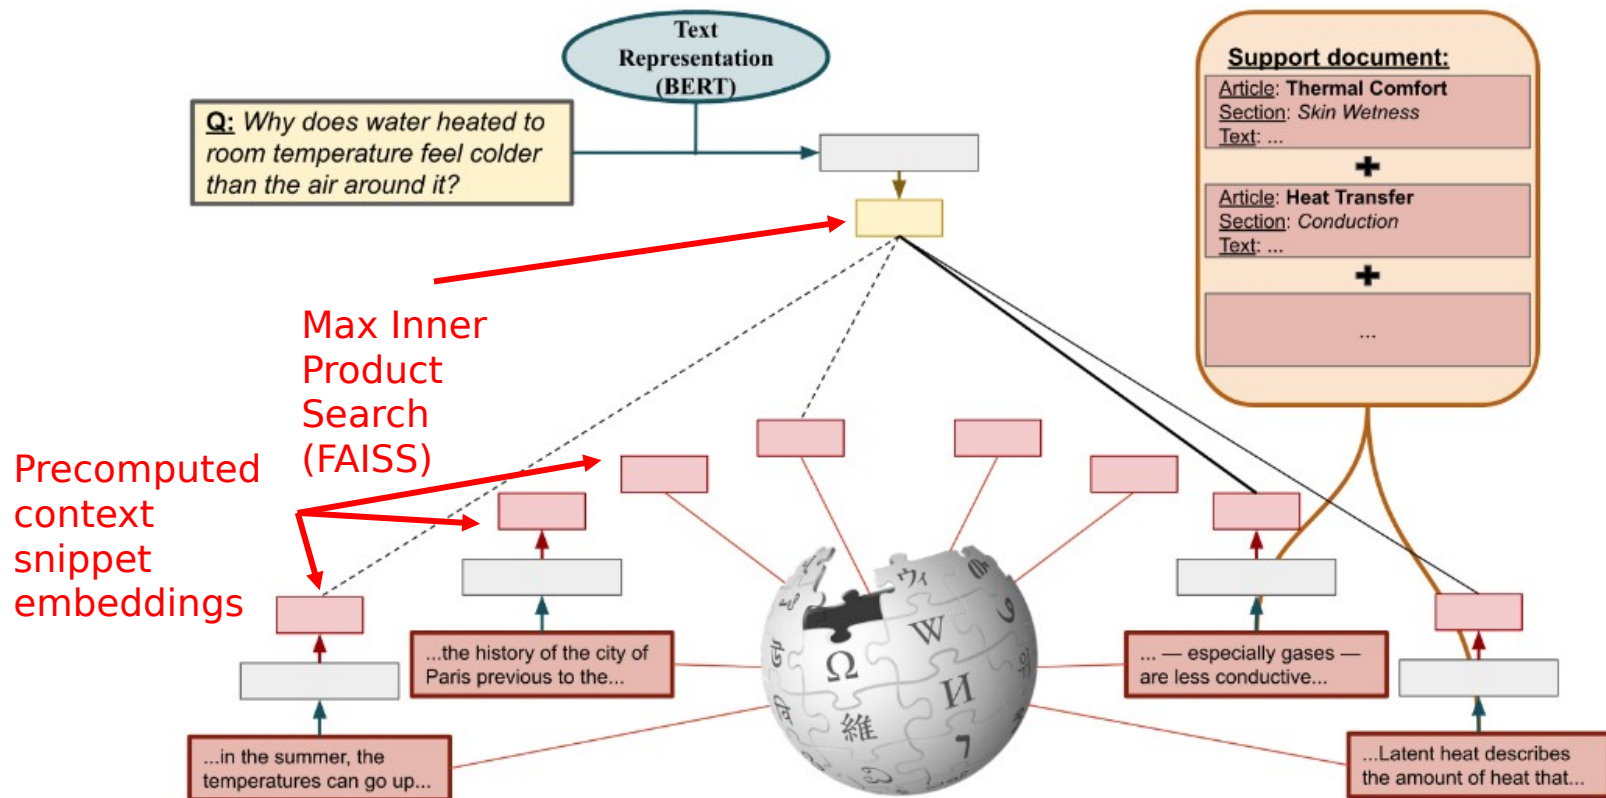 Text
Representation
(BERT)
Q: Why does water heated to
room temperature feel colder
than the air around it?
Support document:
Article: Thermal Comfort
Section: Skin Wetness
Text: ...
Article: Heat Transfer
Section: Conduction
Text: ...
...
Max Inner
Product
Search
(FAISS)
Precomputed
context
snippet
embeddings
...the history of the city of
Paris previous to the...
... — especially gases —
are less conductive...
...in the summer, the
temperatures can go up...
...Latent heat describes
the amount of heat that...
ウィ
W
Ω
И
維